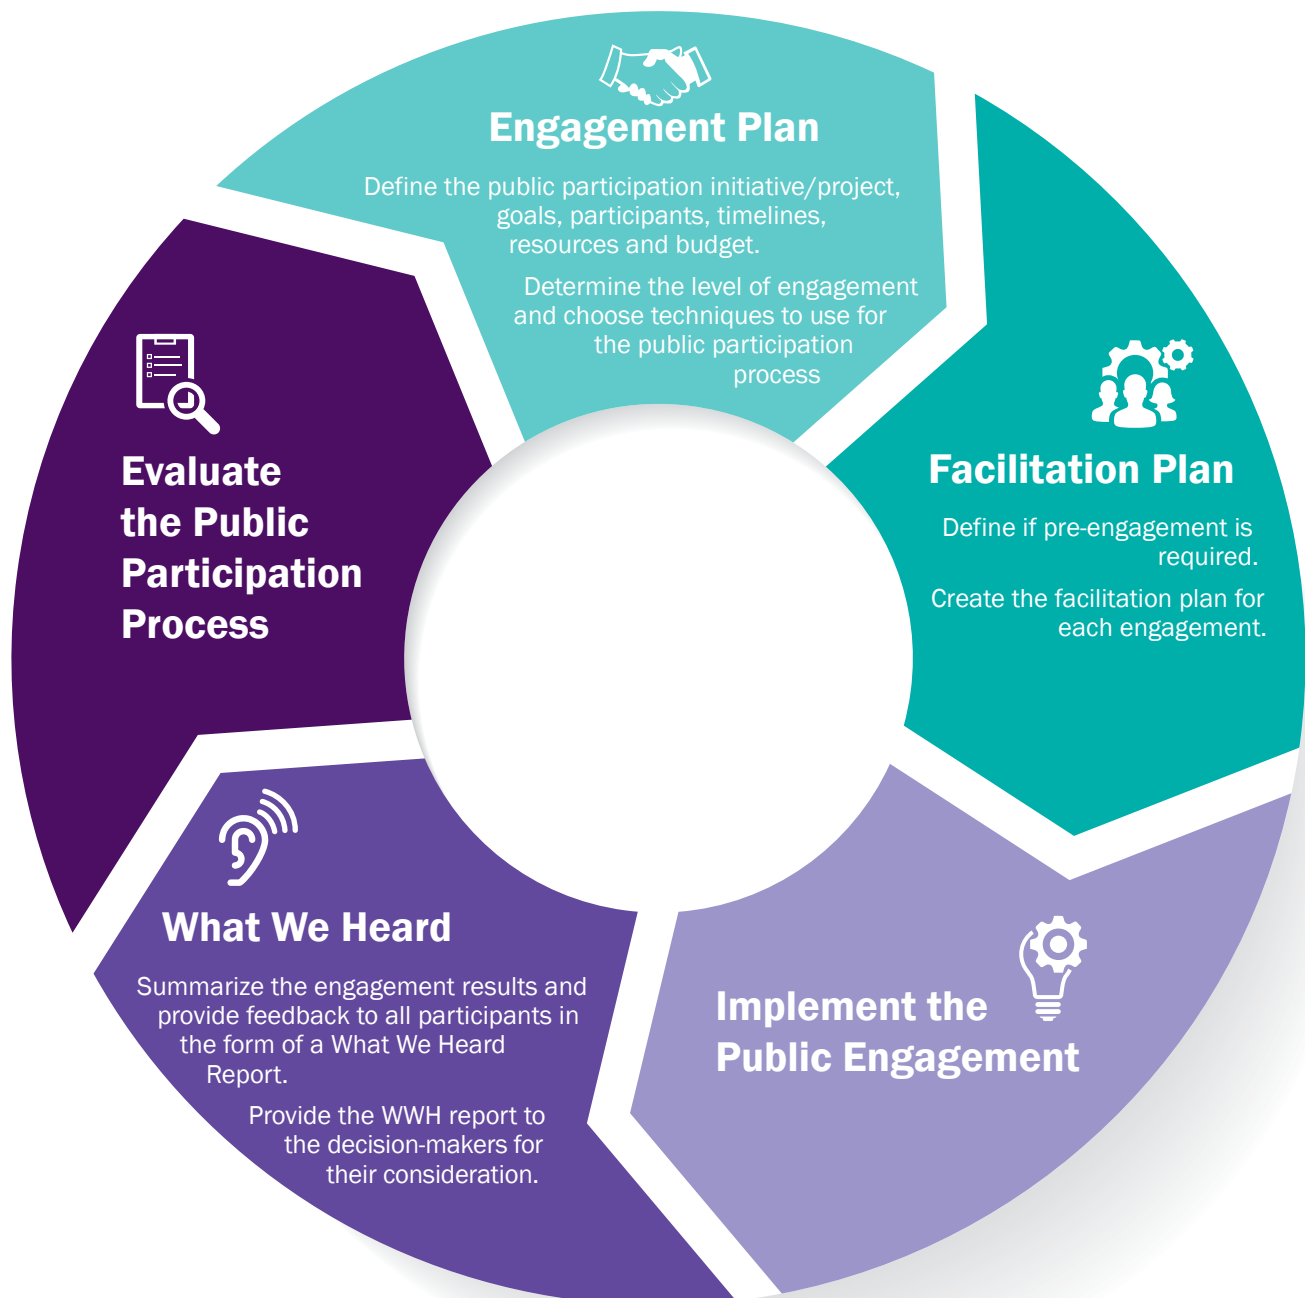 Engagement Plan
Define the public participation initiative/project,
goals, participants, timelines,
resources and budget.
Determine the level of engagement
and choose techniques to use for
the public participation
process
Facilitation Plan
Define if pre-engagement is
required.
Create the facilitation plan for
each engagement.
Implement the
Public Engagement
What We Heard
Summarize the engagement results and
provide feedback to all participants in
the form of a What We Heard
Report.
Provide the WWH report to
the decision-makers for
their consideration.
Evaluate
the Public
Participation
Process